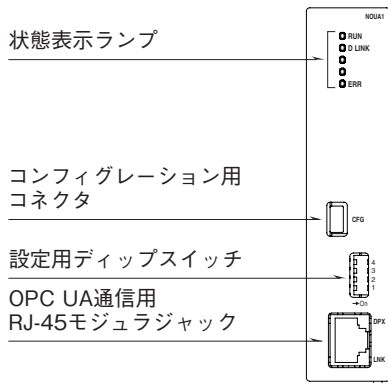 NOUA1
状態表示ランプ
RUN
D LINK
ERR
コンフィグレーション用
コネクタ
CFG
設定用ディップスイッチ
4
3
2
1
→On
OPC UA通信用
RJ-45モジュラジャック
DPX
LNK